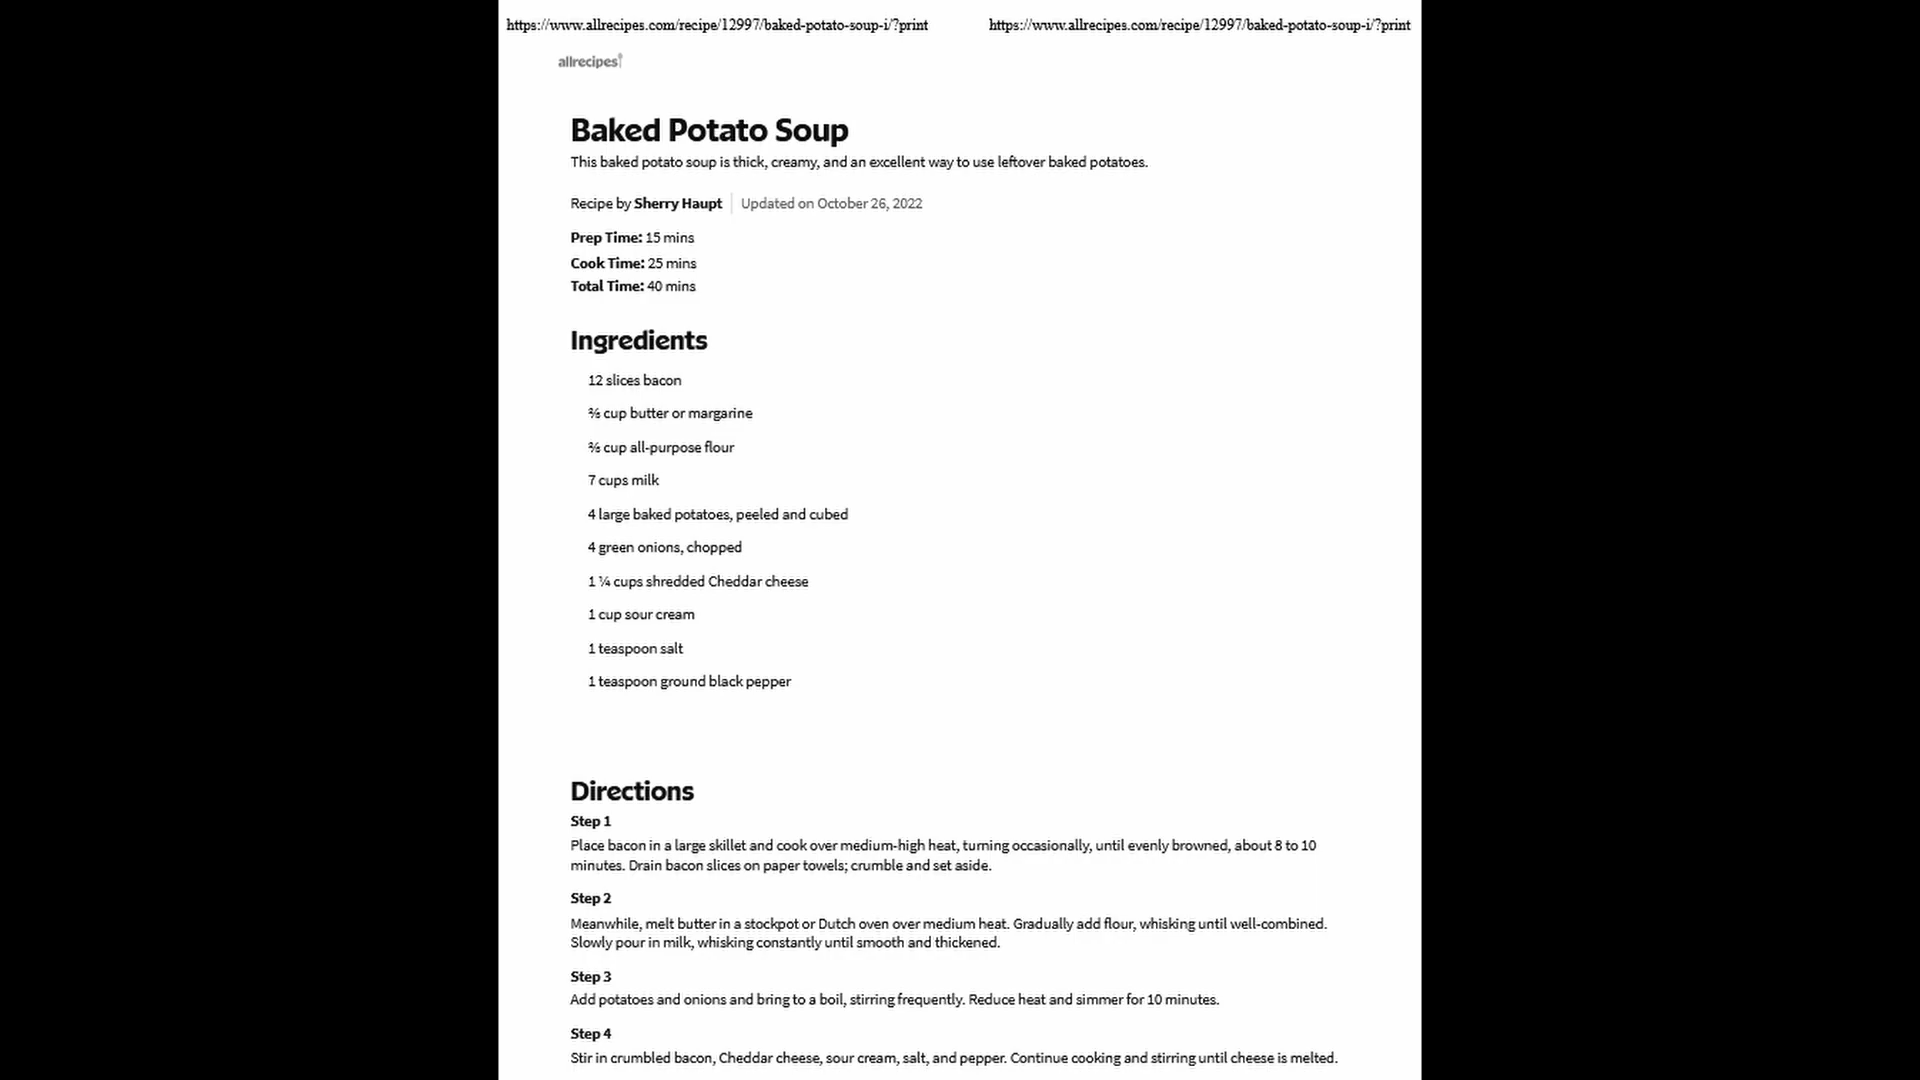 https://www.allrecipes.com/recipe/12997/baked-potato-soup-i/?print https://www.allrecipes.com/recipe/12997/baked-potato-soup-i/?print
allrecipes
Baked Potato Soup
This baked potato soup is thick, creamy, and an excellent way to use leftover baked potatoes.
Recipe by Sherry Haupt Updated on October 26, 2022
Prep Time: 15 mins
Cook Time: 25 mins
Total Time: 40 mins
Ingredients
12 slices bacon
⅔ cup butter or margarine
⅔ cup all-purpose flour
7 cups milk
4 large baked potatoes, peeled and cubed
4 green onions, chopped
1 ¼ cups shredded Cheddar cheese
1 cup sour cream
1 teaspoon salt
1 teaspoon ground black pepper
Directions
Step 1
Place bacon in a large skillet and cook over medium-high heat, turning occasionally, until evenly browned, about 8 to 10
minutes. Drain bacon slices on paper towels; crumble and set aside.
Step 2
Meanwhile, melt butter in a stockpot or Dutch oven over medium heat. Gradually add flour, whisking until well-combined.
Slowly pour in milk, whisking constantly until smooth and thickened.
Step 3
Add potatoes and onions and bring to a boil, stirring frequently. Reduce heat and simmer for 10 minutes.
Step 4
Stir in crumbled bacon, Cheddar cheese, sour cream, salt, and pepper. Continue cooking and stirring until cheese is melted.